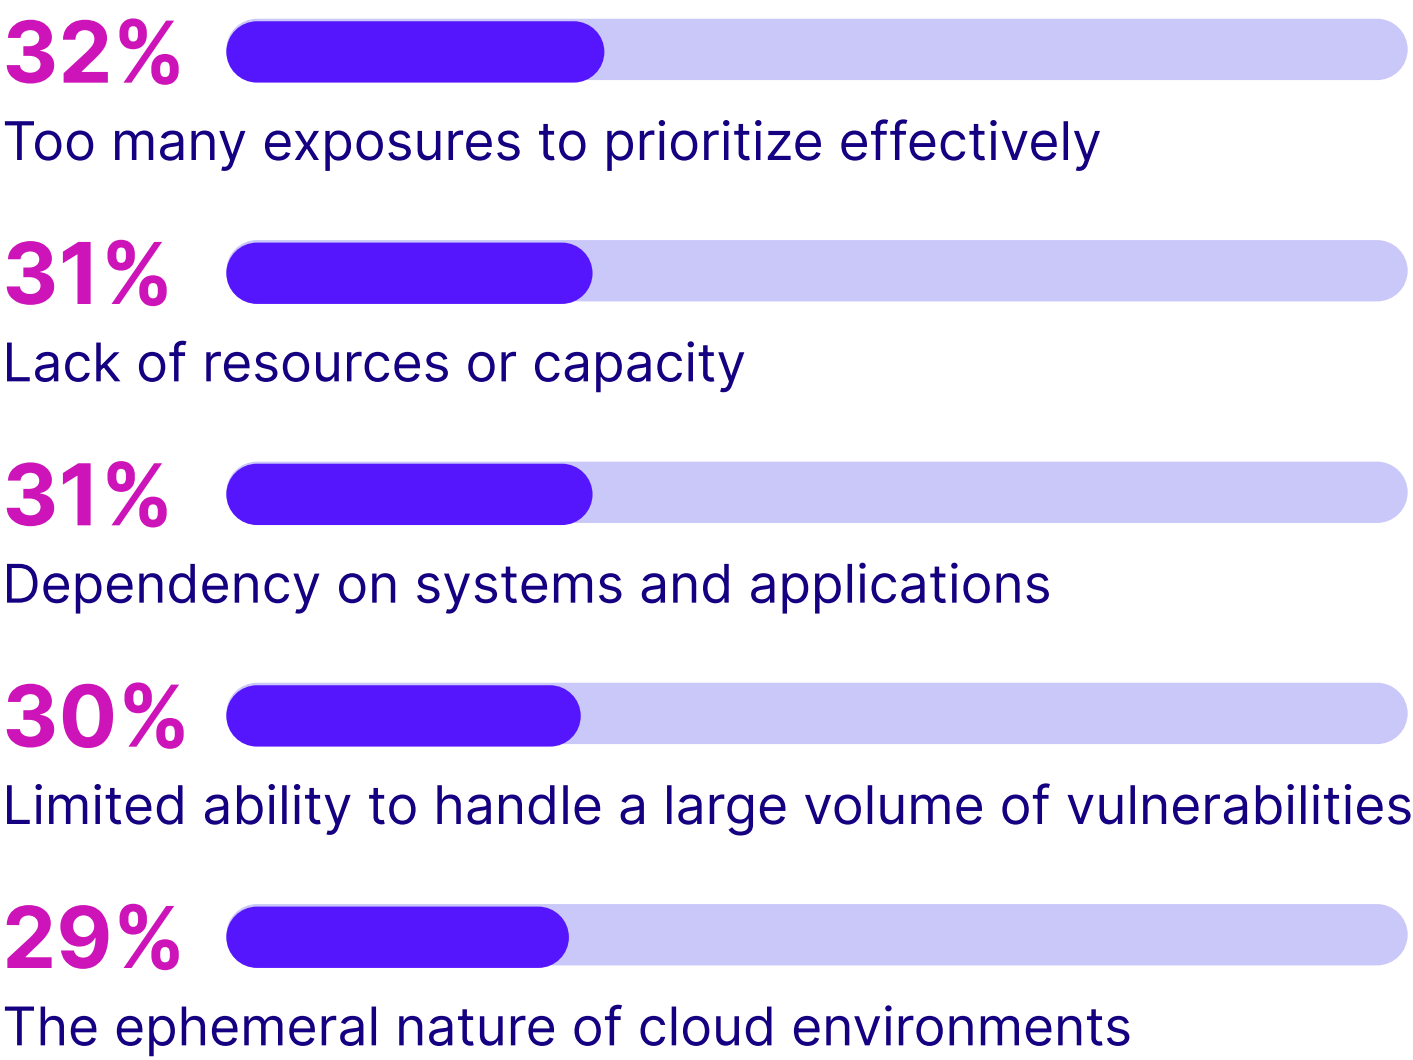 32%
Too many exposures to prioritize effectively
31%
Lack of resources or capacity
31%
Dependency on systems and applications
30%
Limited ability to handle a large volume of vulnerabilities
29%
The ephemeral nature of cloud environments